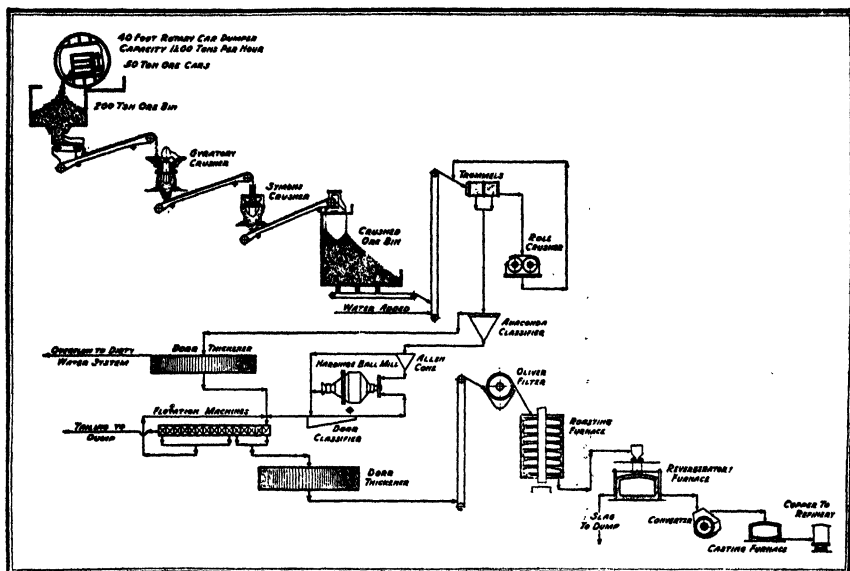 40 FOOT ROTARY CAR DUMPER
CAPACITY 1200 TONS PER HOUR
50 TON ORE CARS
200 TON ORE BIN
GYRATORY
CRUSHER
SYMONS
CRUSHER
TROMMELS
CRUSHED
ORE BIN
ROLL
CRUSHER
WATER ADDED
ANACONDA
CLASSIFIER
DORR THICKENER
OVERFLOW TO DIRTY
WATER SYSTEM
HARDINGE BALL MILL
ALLEN
CONE
OLIVER
FILTER
FLOTATION MACHINES
TAILING TO
DUMP
DORR
CLASSIFIER
ROASTING
FURNACE
DORR
THICKENER
REVERBERATORY
FURNACE
SLAG
TO DUMP
CONVERTER
CASTING FURNACE
COPPER TO
REFINERY